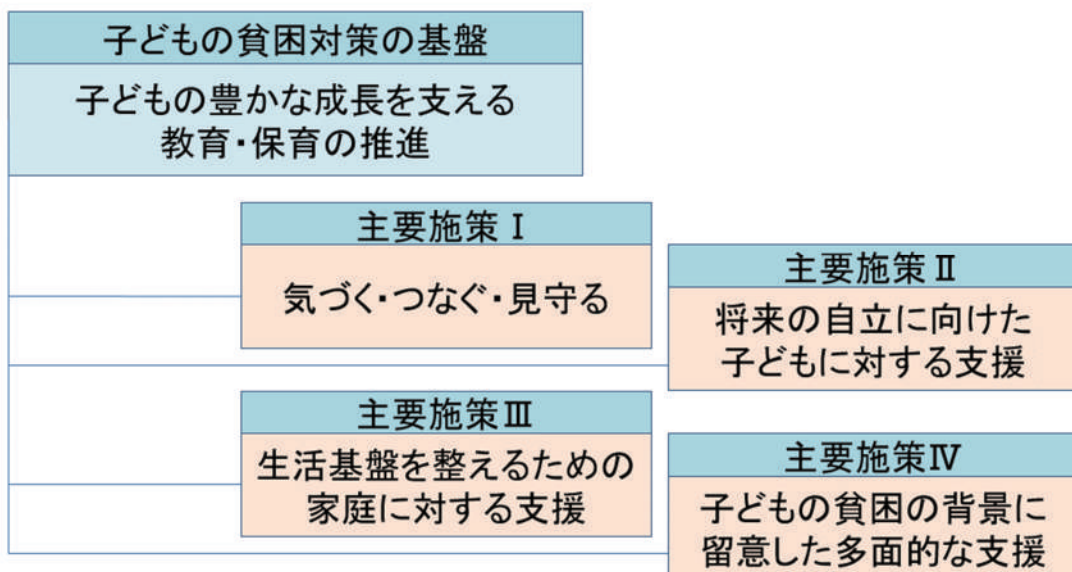 子どもの貧困対策の基盤
子どもの豊かな成長を支える
教育・保育の推進
主要施策Ⅰ
気づく・つなぐ・見守る
主要施策Ⅱ
将来の自立に向けた
子どもに対する支援
主要施策Ⅲ
生活基盤を整えるための
家庭に対する支援
主要施策Ⅳ
子どもの貧困の背景に
留意した多面的な支援